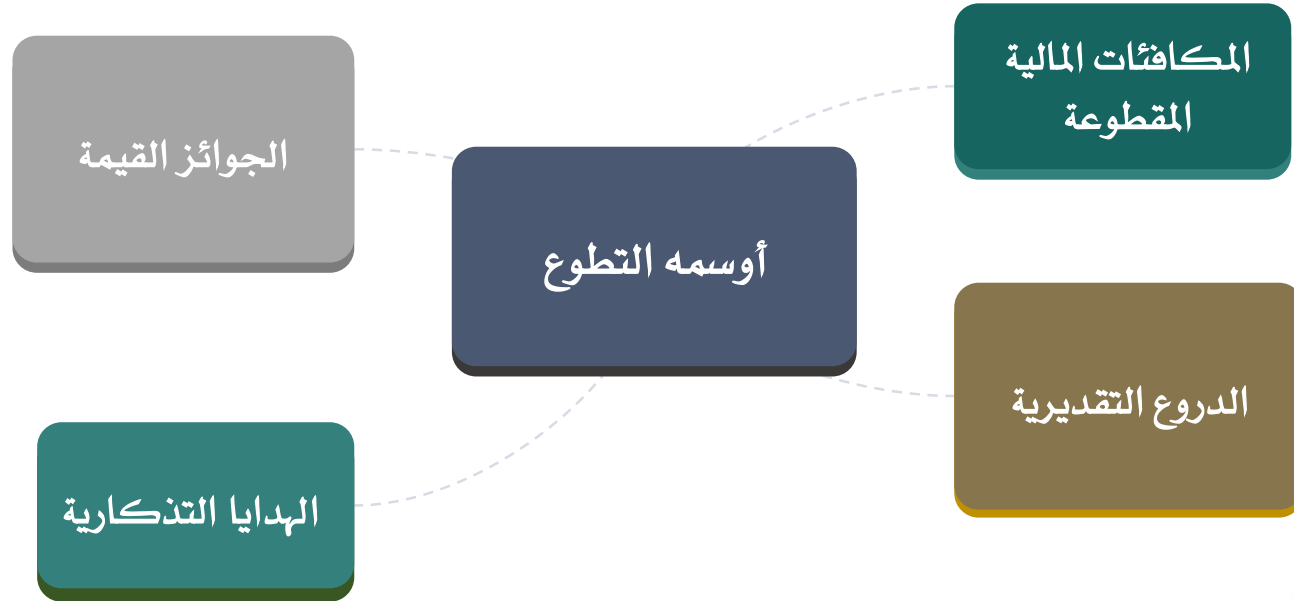 المكافئات المالية
المقطوعة
الجوائز القيمة
أوسمه التطوع
الدروع التقديرية
الهدايا التذكارية